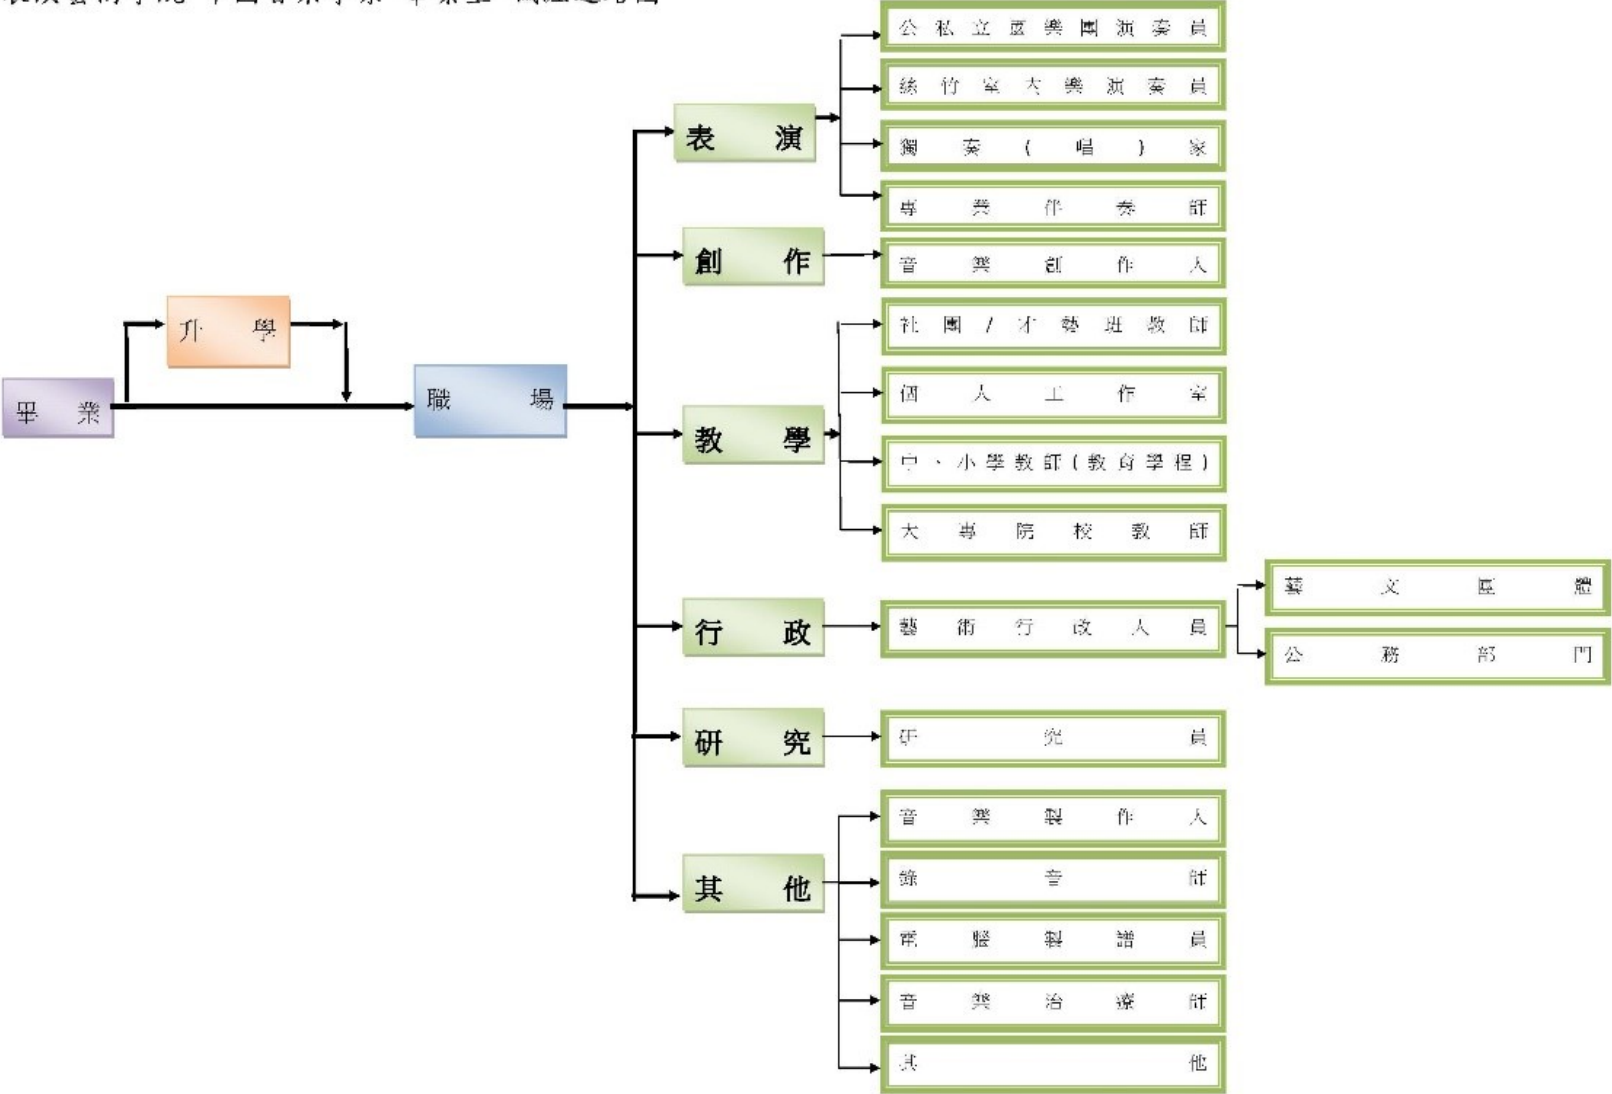 公私立國樂團演奏員
絲竹室內樂演奏員
表演
獨奏(唱)家
專業伴奏師
創作
音樂創作人
升學
社團/才藝班教師
畢業
職場
個人工作室
教學
中、小學教師(教育學程)
大專院校教師
行政
藝術行政人員
藝文團體
公務部門
研究
研究員
音樂製作人
其他
錄音師
電腦製譜員
音樂治療師
其他